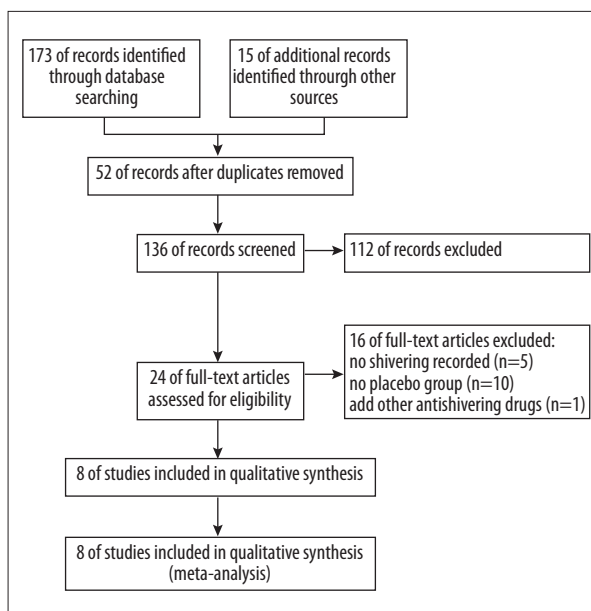 173 of records identified
through database
searching
15 of additional records
identified throurgh other
sources
52 of records after duplicates removed
136 of records screened
112 of records excluded
24 of full-text articles
assessed for eligibility
16 of full-text articles excluded:
no shivering recorded (n=5)
no placebo group (n=10)
add other antishivering drugs (n=1)
8 of studies included in qualitative synthesis
8 of studies included in qualitative synthesis
(meta-analysis)